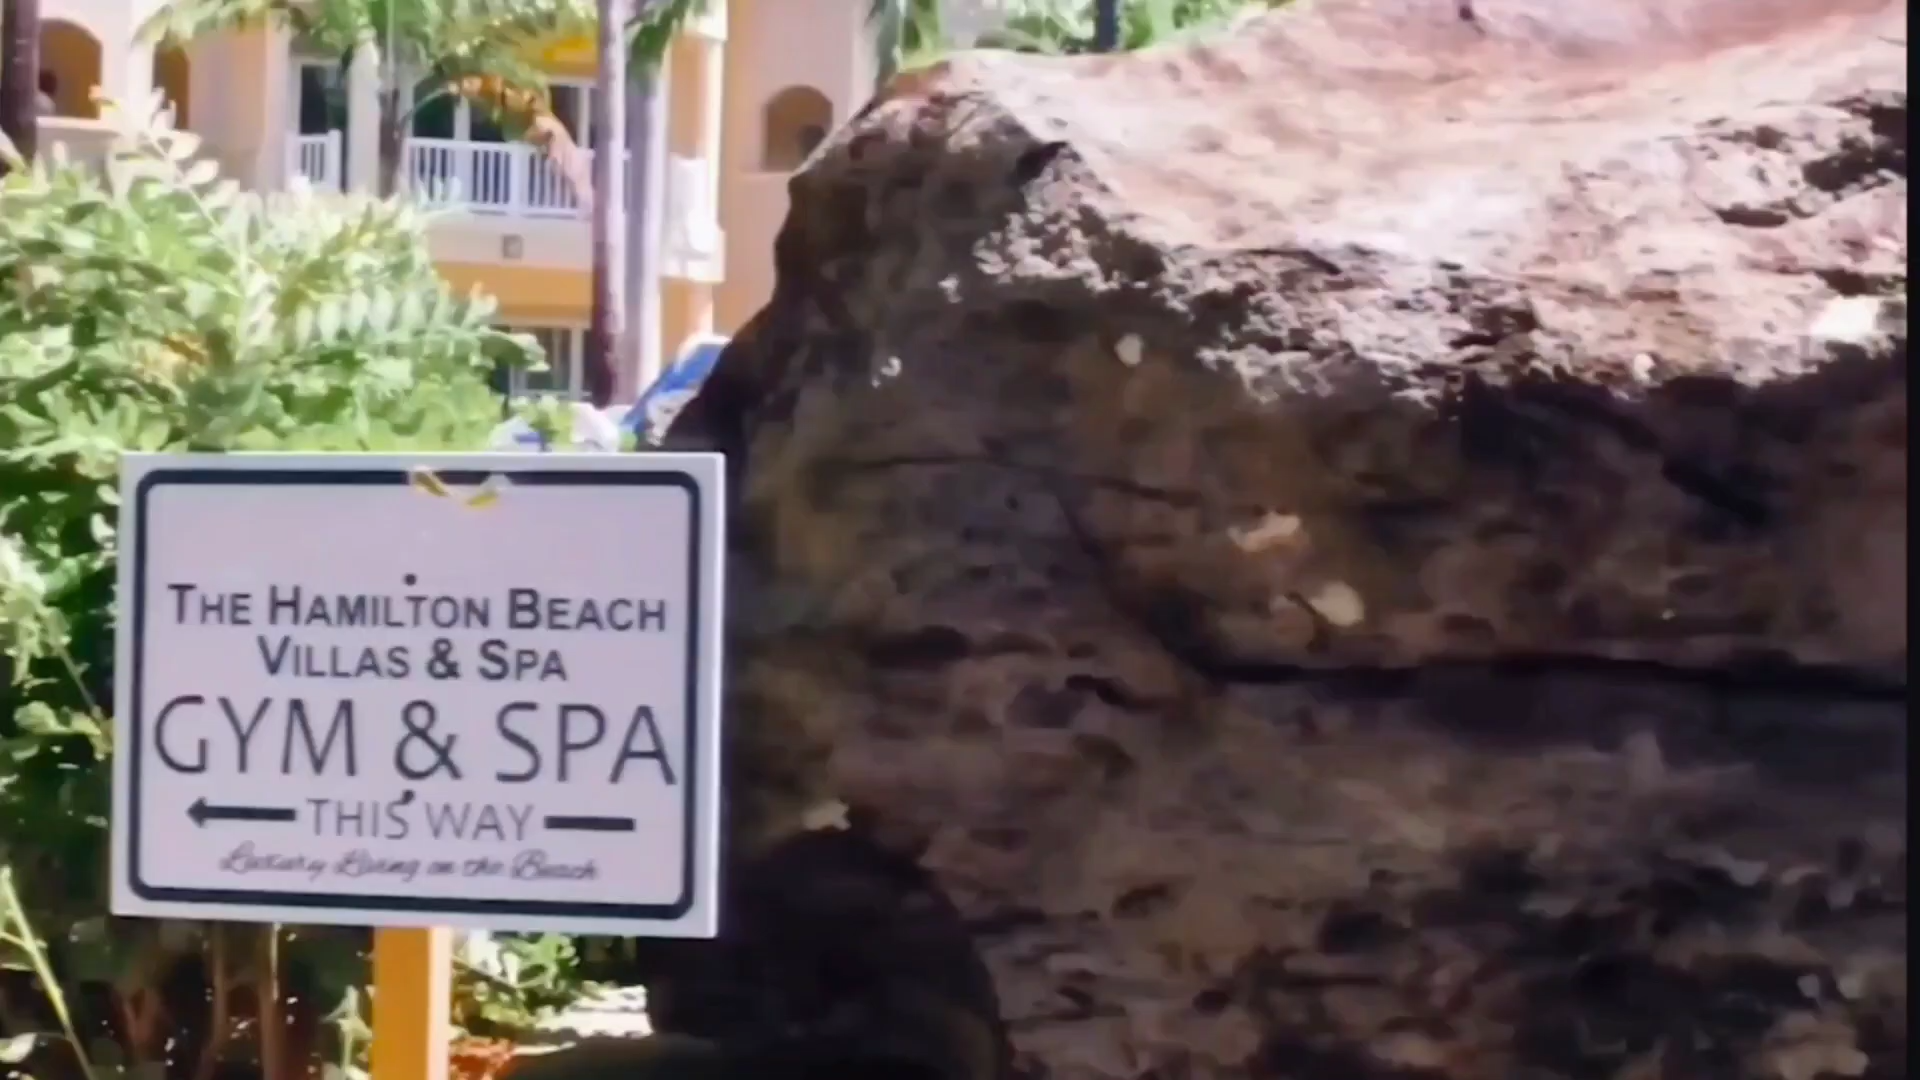 THE HAMILTON BEACH
VILLAS & SPA
GYM & SPA
THIS WAY
Luxury Living on the Beach